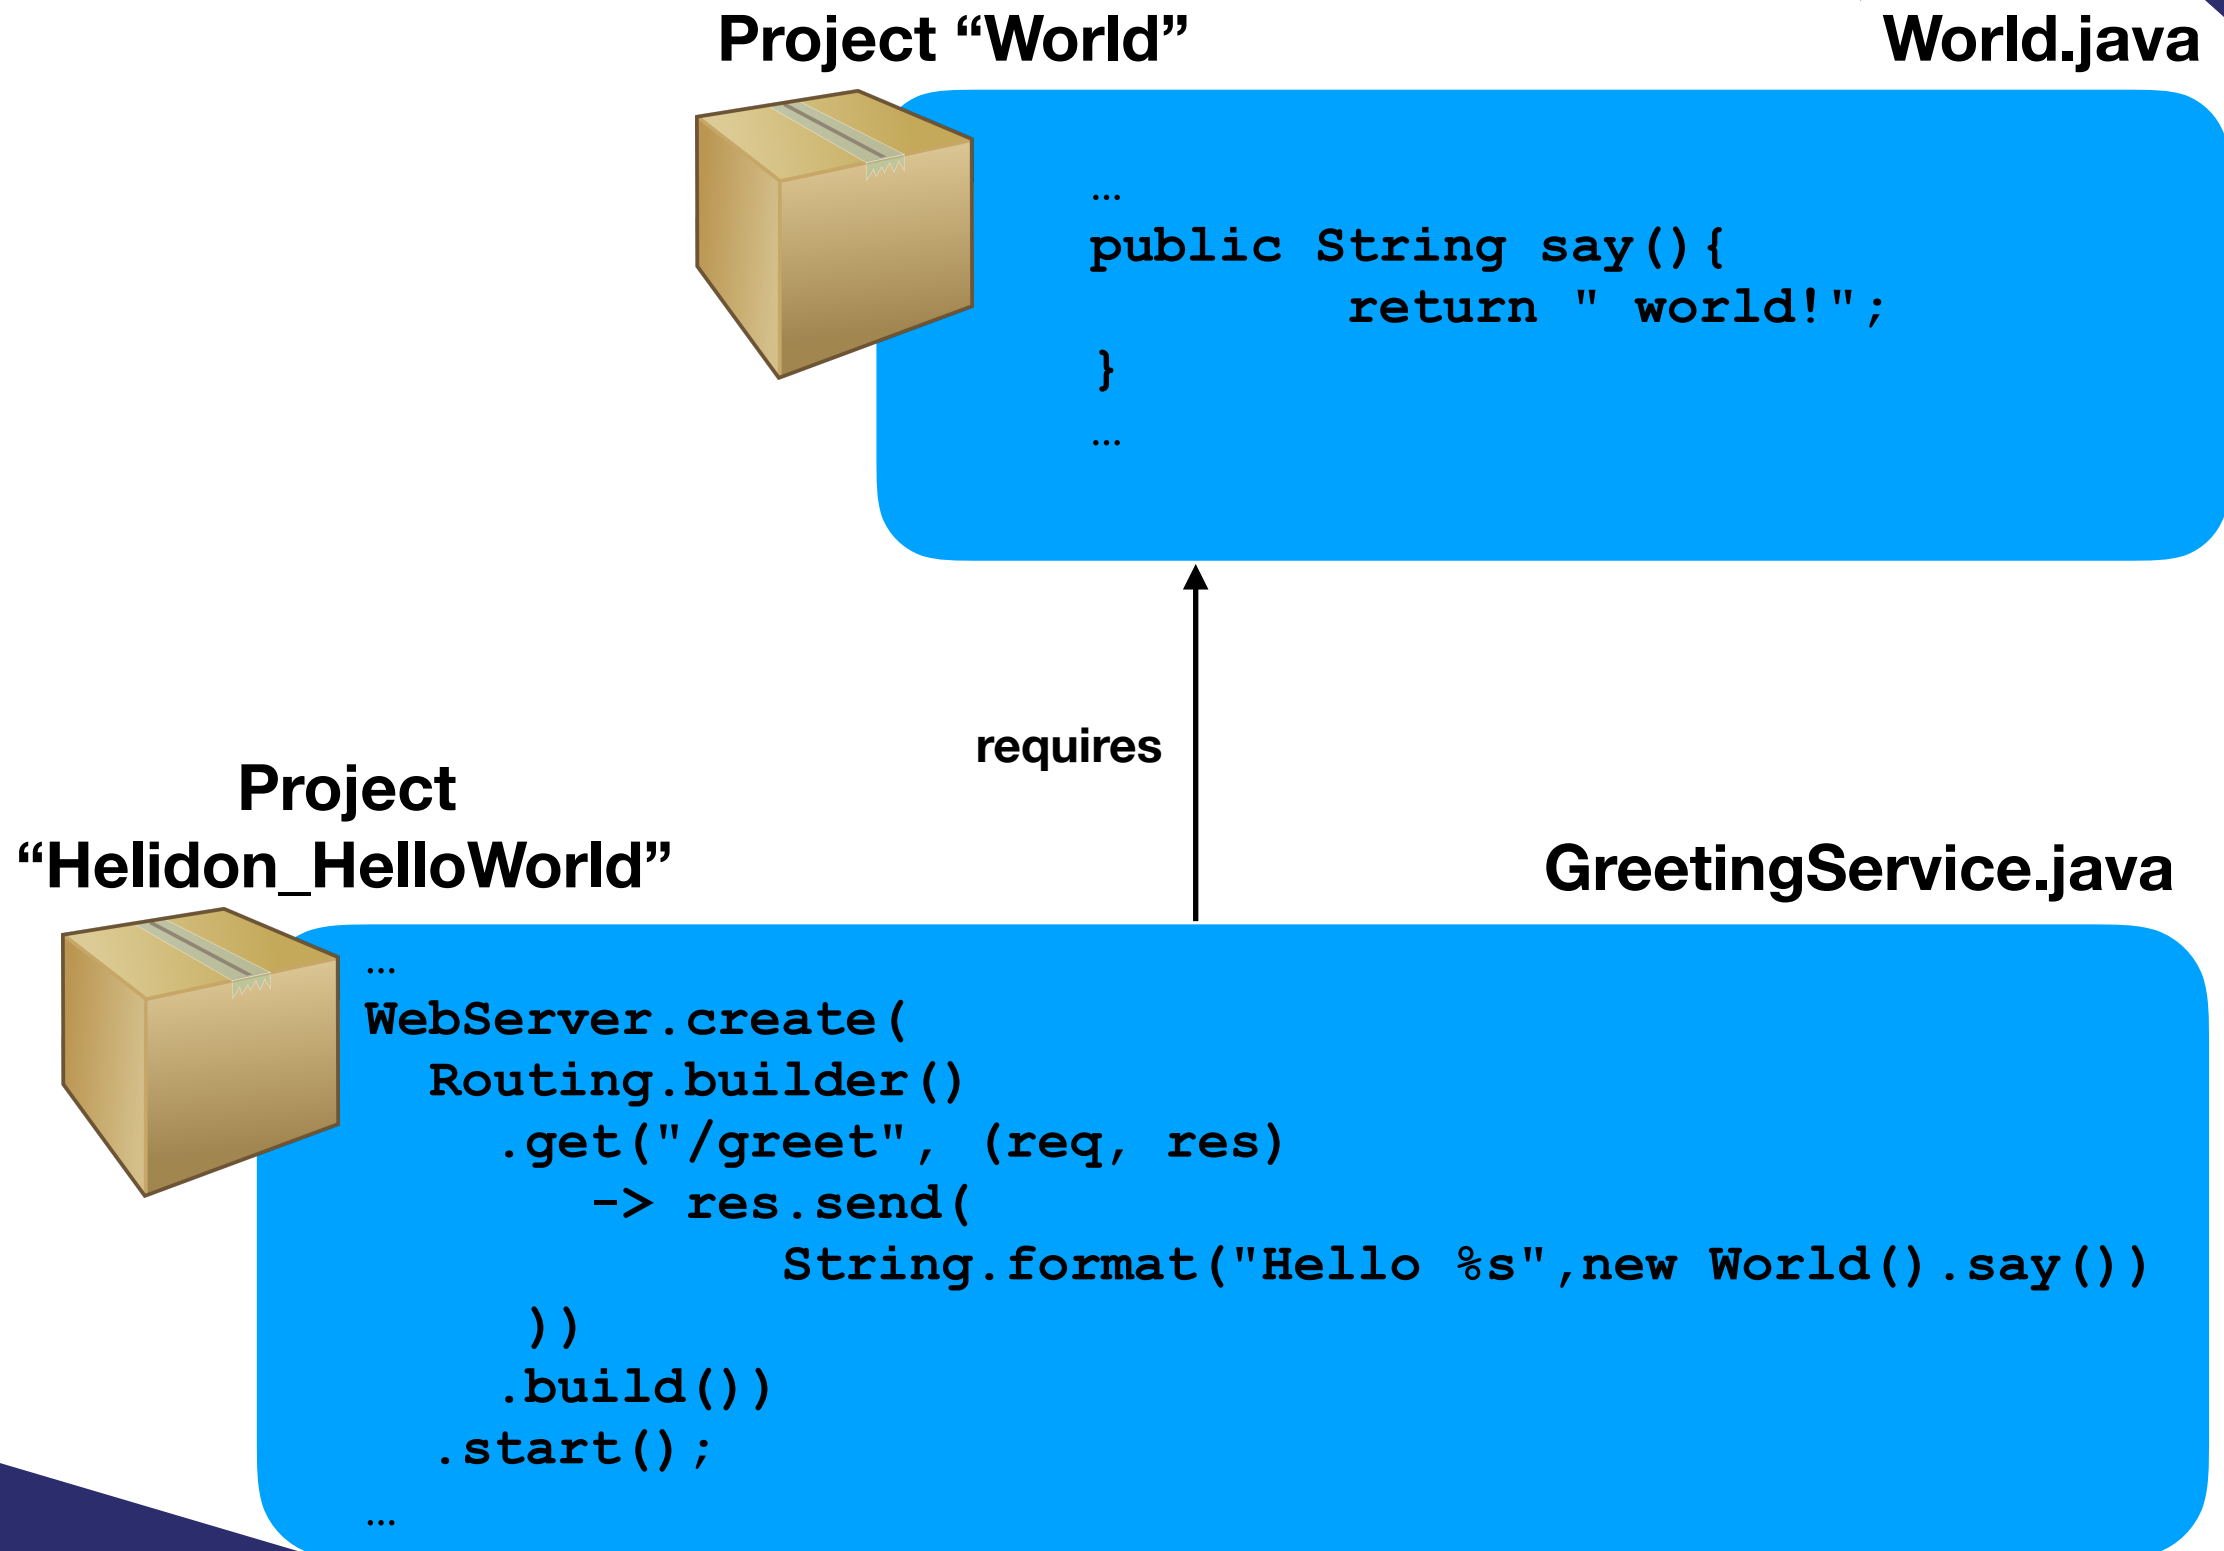 Project “World”
World.java
…
public String say(){
return " world!";
}
…
requires
Project
“Helidon_HelloWorld”
GreetingService.java
…
WebServer.create(
Routing.builder()
.get("/greet", (req, res)
-> res.send(
String.format("Hello %s",new World().say())
))
.build())
.start();
…